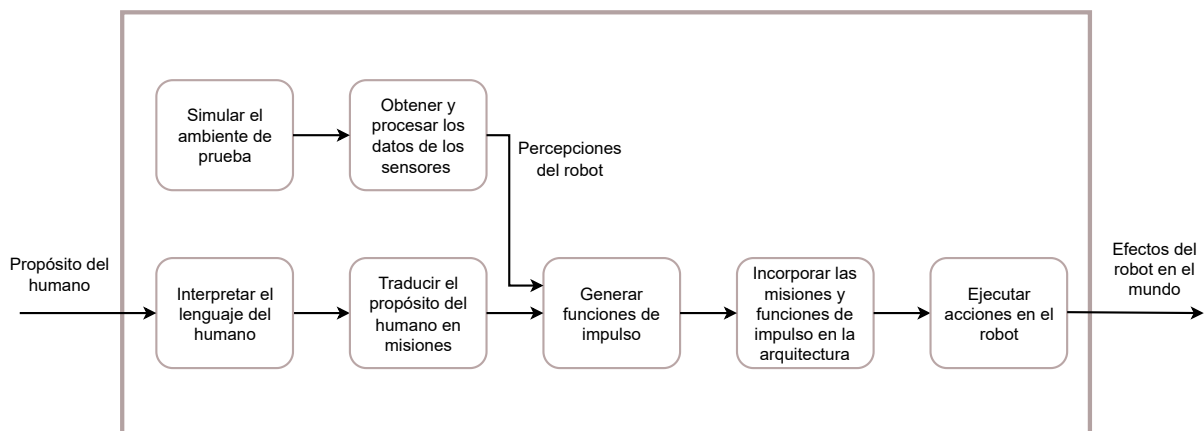 Simular el
ambiente de
prueba
Obtener y
procesar los
datos de los
sensores
Percepciones
del robot
Propósito del
humano
Interpretar el
lenguaje del
humano
Traducir el
propósito del
humano en
misiones
Generar
funciones de
impulso
Incorporar las
misiones y
funciones de
impulso en la
arquitectura
Ejecutar
acciones en el
robot
Efectos del
robot en el
mundo